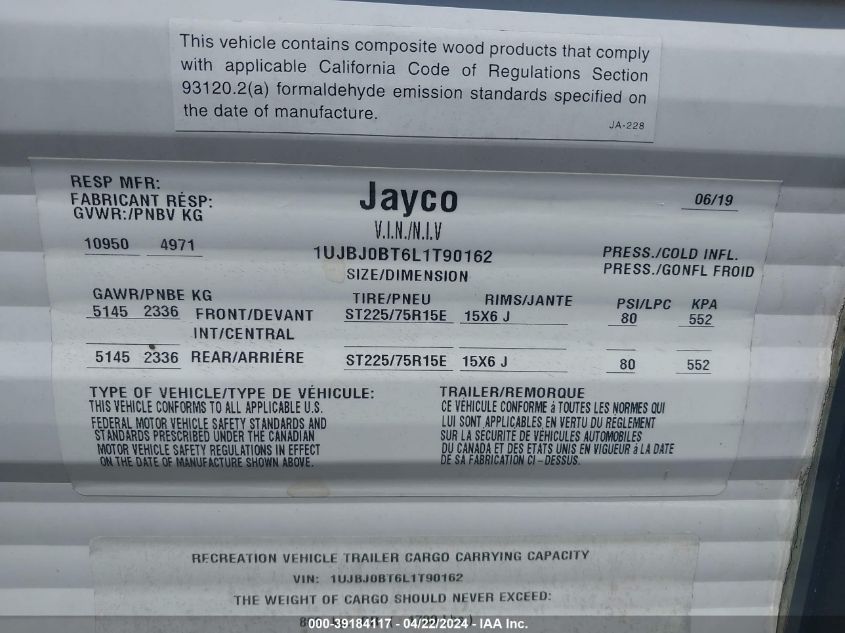 This vehicle contains composite wood products that comply
with applicable California Code of Regulations Section
93120.2(a) formaldehyde emission standards specified on
the date of manufacture.
JA-228
RESP MFR:
FABRICANT RÉSP:
GVWR:/PNBV KG
Jayco
06/19
V.I.N./N.I.V
10950 4971
1UJBJ0BT6L1T90162
PRESS./COLD INFL.
PRESS./GONFL FROID
SIZE/DIMENSION
GAWR/PNBE KG TIRE/PNEU RIMS/JANTE PSI/LPC KPA
5145 2336 FRONT/DEVANT ST225/75R15E 15X6 J 80 552
INT/CENTRAL
5145 2336 REAR/ARRIÉRE ST225/75R15E 15X6 J 80 552
TYPE OF VEHICLE/TYPE DE VÉHICULE:
THIS VEHICLE CONFORMS TO ALL APPLICABLE U.S.
FEDERAL MOTOR VEHICLE SAFETY STANDARDS AND
STANDARDS PRESCRIBED UNDER THE CANADIAN
MOTOR VEHICLE SAFETY REGULATIONS IN EFFECT
ON THE DATE OF MANUFACTURE SHOWN ABOVE.
TRAILER/REMORQUE
CE VÉHICULE CONFORME à TOUTES LES NORMES QUI
LUI SONT APPLICABLES EN VERTU DU RÈGLEMENT
SUR LA SÉCURITÉ DE VÉHICULES AUTOMOBILES
DU CANADA ET DES ÉTATS UNIS EN VIGUEUR à LA DATE
DE SA FABRICATION CI-DESSUS.
RECREATION VEHICLE TRAILER CARGO CARRYING CAPACITY
VIN: 1UJBJ0BT6L1T90162
THE WEIGHT OF CARGO SHOULD NEVER EXCEED:
000-39184117 - 04/22/2024 - IAA Inc.